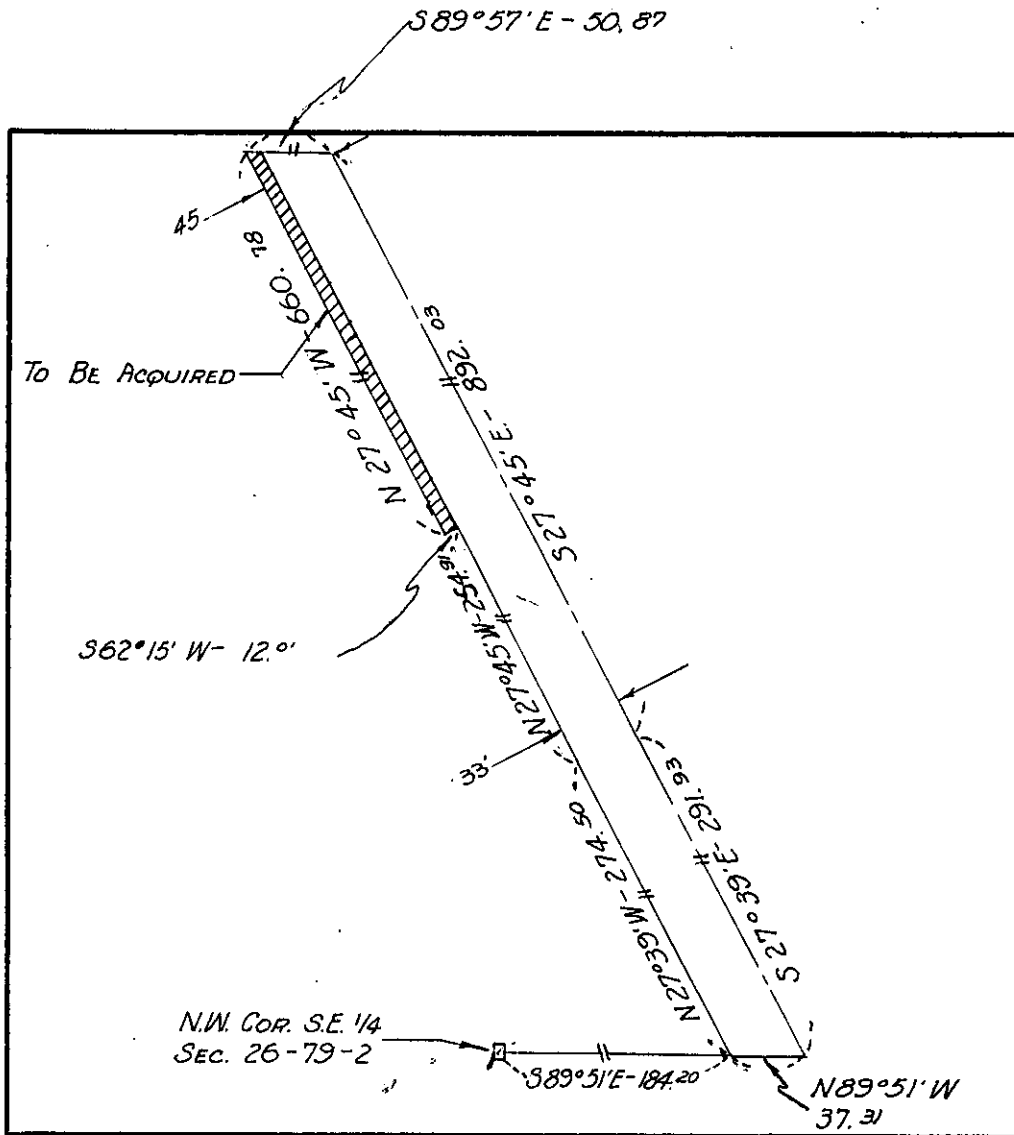 S89°57'E - 50.87
45
N 27°45'W - 660.78
TO BE ACQUIRED
S27°45'E. - 892.03
S62°15'W - 12.0'
N27°45'W - 254.91
33'
N27°39'W - 274.50
S27°39'E - 291.93
N.W. COR. S.E. 1/4
SEC. 26-79-2
S89°51'E - 184.20
N89°51'W
37.31